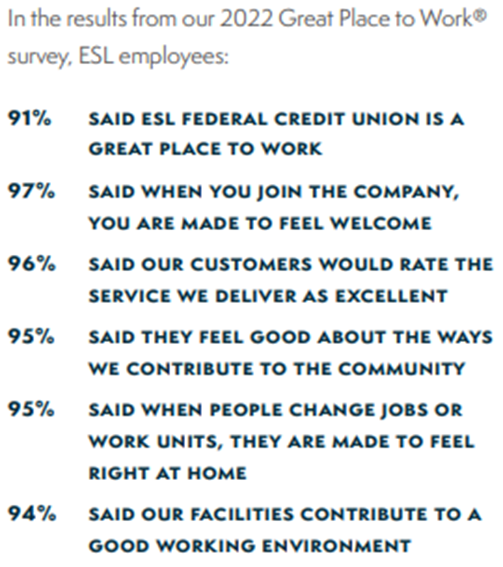 In the results from our 2022 Great Place to Work®
survey, ESL employees:
91% SAID ESL FEDERAL CREDIT UNION IS A
GREAT PLACE TO WORK
97% SAID WHEN YOU JOIN THE COMPANY,
YOU ARE MADE TO FEEL WELCOME
96% SAID OUR CUSTOMERS WOULD RATE THE
SERVICE WE DELIVER AS EXCELLENT
95% SAID THEY FEEL GOOD ABOUT THE WAYS
WE CONTRIBUTE TO THE COMMUNITY
95% SAID WHEN PEOPLE CHANGE JOBS OR
WORK UNITS, THEY ARE MADE TO FEEL
RIGHT AT HOME
94% SAID OUR FACILITIES CONTRIBUTE TO A
GOOD WORKING ENVIRONMENT